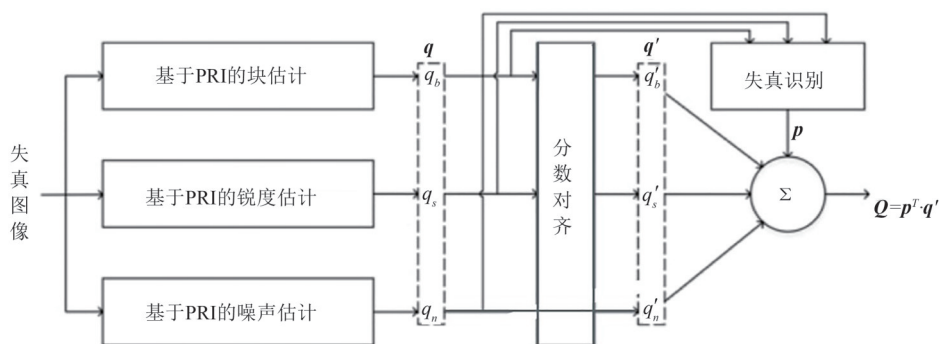 失真图像
基于PRI的块估计
基于PRI的锐度估计
基于PRI的噪声估计
q
q_b
q_s
q_n
分数对齐
q′
q′_b
q′_s
q′_n
失真识别
p
Σ
Q=p^T·q′